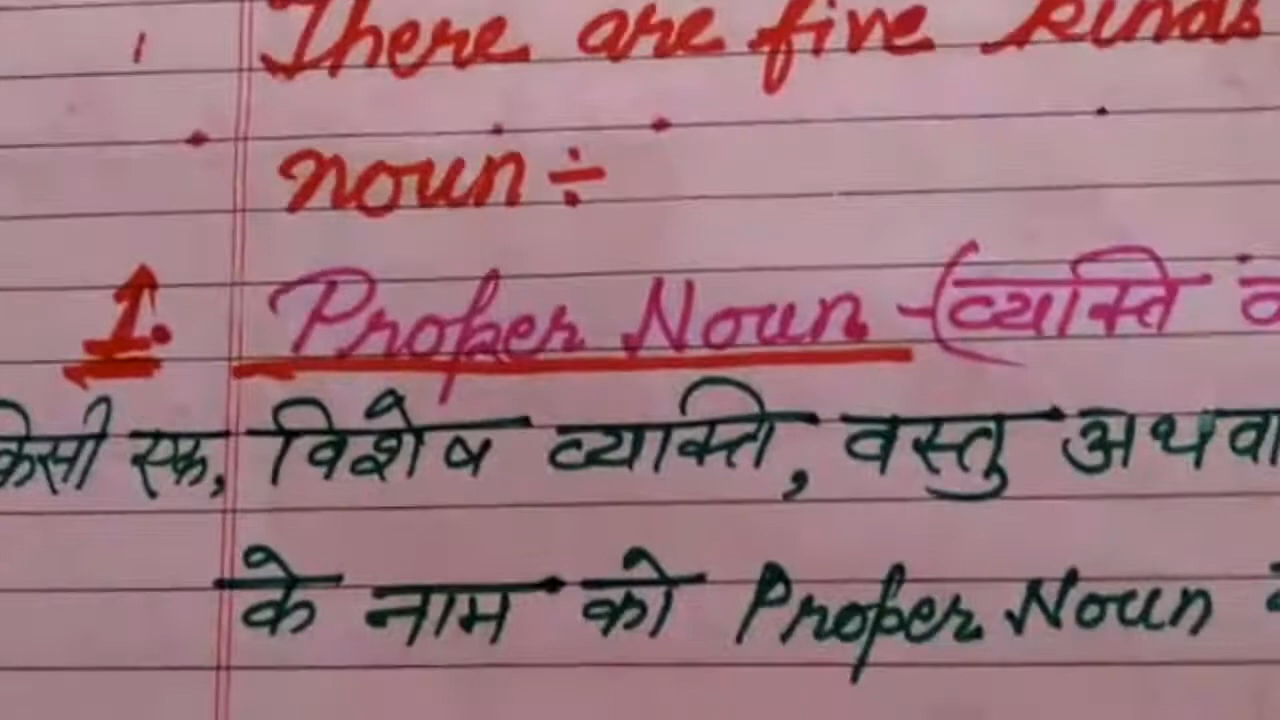 There are five kinds
noun ÷
1. Proper Noun - (व्यक्ति
किसी एक, विशेष व्यक्ति, वस्तु अथवा
के नाम को Proper Noun